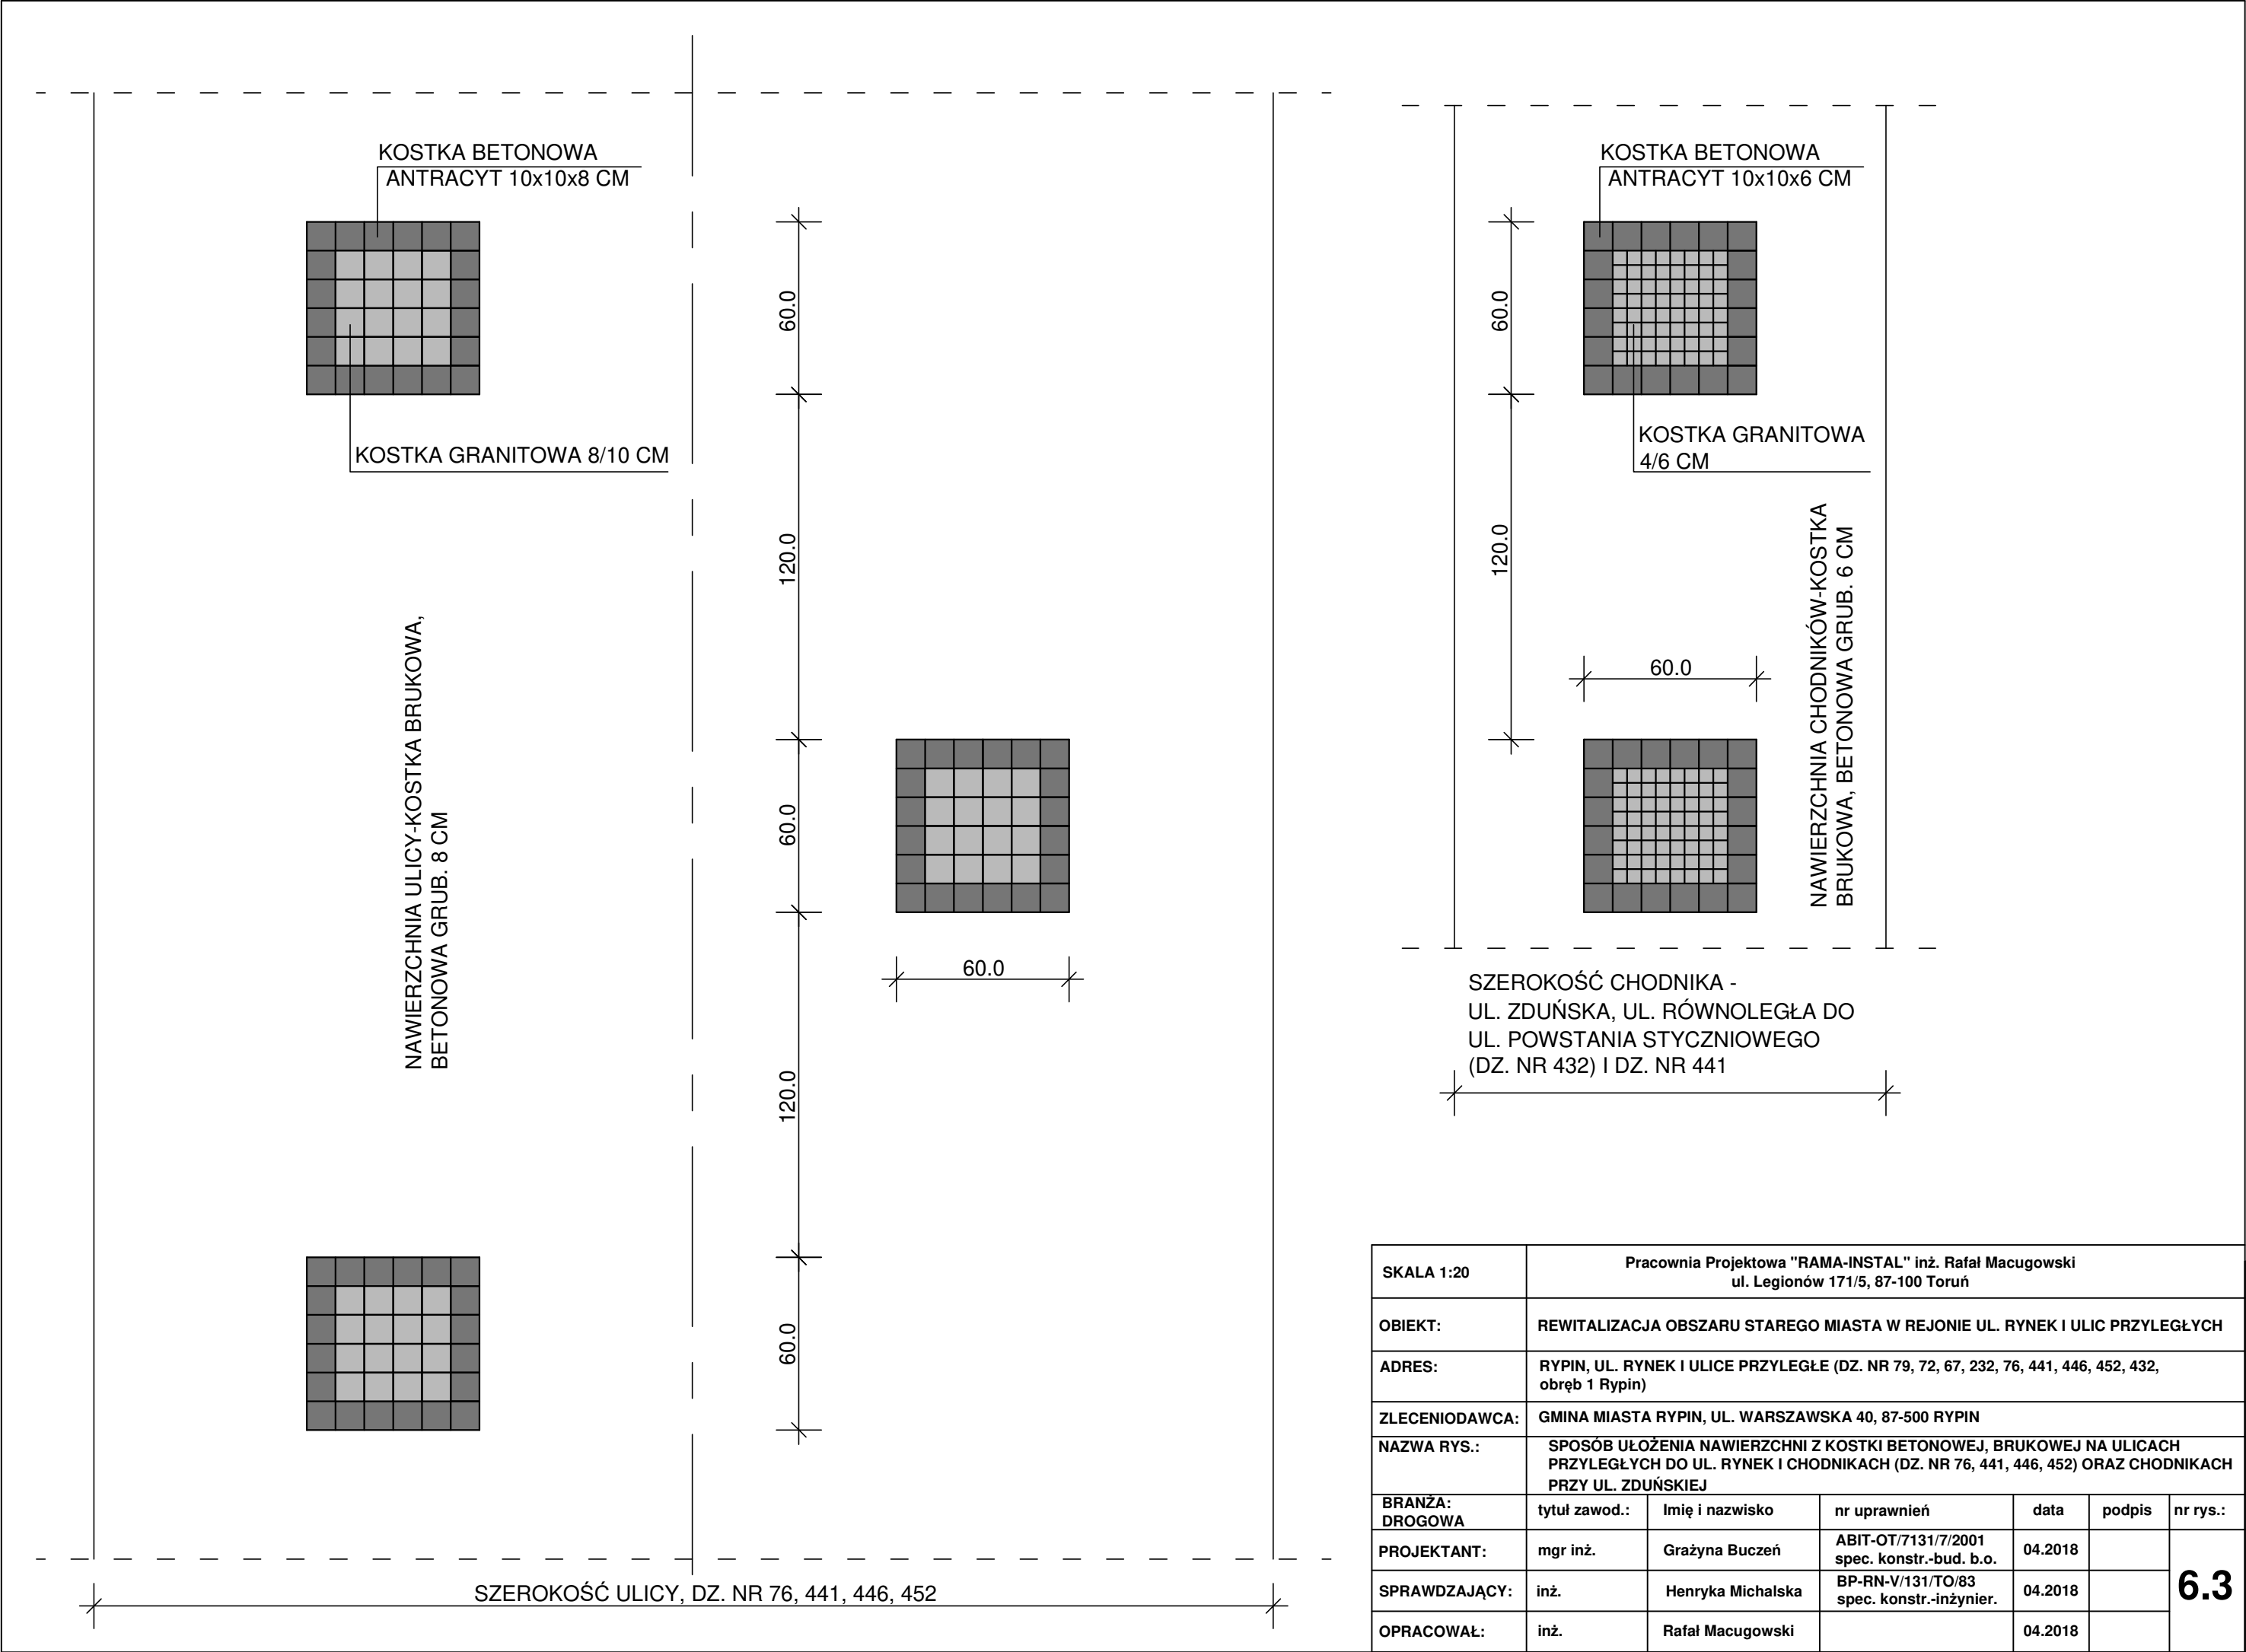 KOSTKA BETONOWA
ANTRACYT 10x10x8 CM
KOSTKA GRANITOWA 8/10 CM
NAWIERZCHNIA ULICY-KOSTKA BRUKOWA,
BETONOWA GRUB. 8 CM
60.0
120.0
60.0
120.0
60.0
60.0
SZEROKOŚĆ ULICY, DZ. NR 76, 441, 446, 452
KOSTKA BETONOWA
ANTRACYT 10x10x6 CM
60.0
120.0
KOSTKA GRANITOWA
4/6 CM
60.0
NAWIERZCHNIA CHODNIKÓW-KOSTKA
BRUKOWA, BETONOWA GRUB. 6 CM
SZEROKOŚĆ CHODNIKA -
UL. ZDUŃSKA, UL. RÓWNOLEGŁA DO
UL. POWSTANIA STYCZNIOWEGO
(DZ. NR 432) I DZ. NR 441
SKALA 1:20
Pracownia Projektowa "RAMA-INSTAL" inż. Rafał Macugowski
ul. Legionów 171/5, 87-100 Toruń
OBIEKT:
REWITALIZACJA OBSZARU STAREGO MIASTA W REJONIE UL. RYNEK I ULIC PRZYLEGŁYCH
ADRES:
RYPIN, UL. RYNEK I ULICE PRZYLEGŁE (DZ. NR 79, 72, 67, 232, 76, 441, 446, 452, 432,
obręb 1 Rypin)
ZLECENIODAWCA:
GMINA MIASTA RYPIN, UL. WARSZAWSKA 40, 87-500 RYPIN
NAZWA RYS.:
SPOSÓB UŁOŻENIA NAWIERZCHNI Z KOSTKI BETONOWEJ, BRUKOWEJ NA ULICACH
PRZYLEGŁYCH DO UL. RYNEK I CHODNIKACH (DZ. NR 76, 441, 446, 452) ORAZ CHODNIKACH
PRZY UL. ZDUŃSKIEJ
BRANŻA:
DROGOWA
tytuł zawod.:
Imię i nazwisko
nr uprawnień
data
podpis
nr rys.:
PROJEKTANT:
mgr inż.
Grażyna Buczeń
ABIT-OT/7131/7/2001
spec. konstr.-bud. b.o.
04.2018
SPRAWDZAJĄCY:
inż.
Henryka Michalska
BP-RN-V/131/TO/83
spec. konstr.-inżynier.
04.2018
6.3
OPRACOWAŁ:
inż.
Rafał Macugowski
04.2018